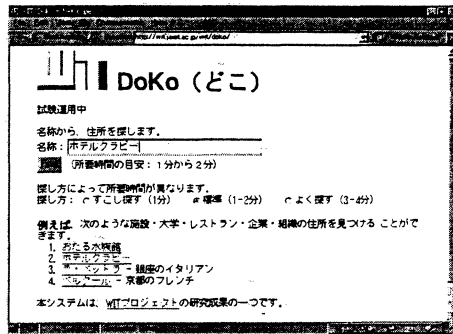 DoKo (どこ)
試験運用中
名称から、住所を探します。
名称: ホテルクラビー
(所要時間の目安: 1分から2分)
探し方によって所要時間が異なります。
探し方: すこし探す (1分) 標準 (1-2分) よく探す (3-4分)
例えば、次のような施設・大学・レストラン・企業・組織の住所を見つける ことがで
きます。
1. おたる水族館
2. ホテルクラビー
3. - 銀座のイタリアン
4. - 京都のフレンチ
本システムは、WITプロジェクトの研究成果の一つです。